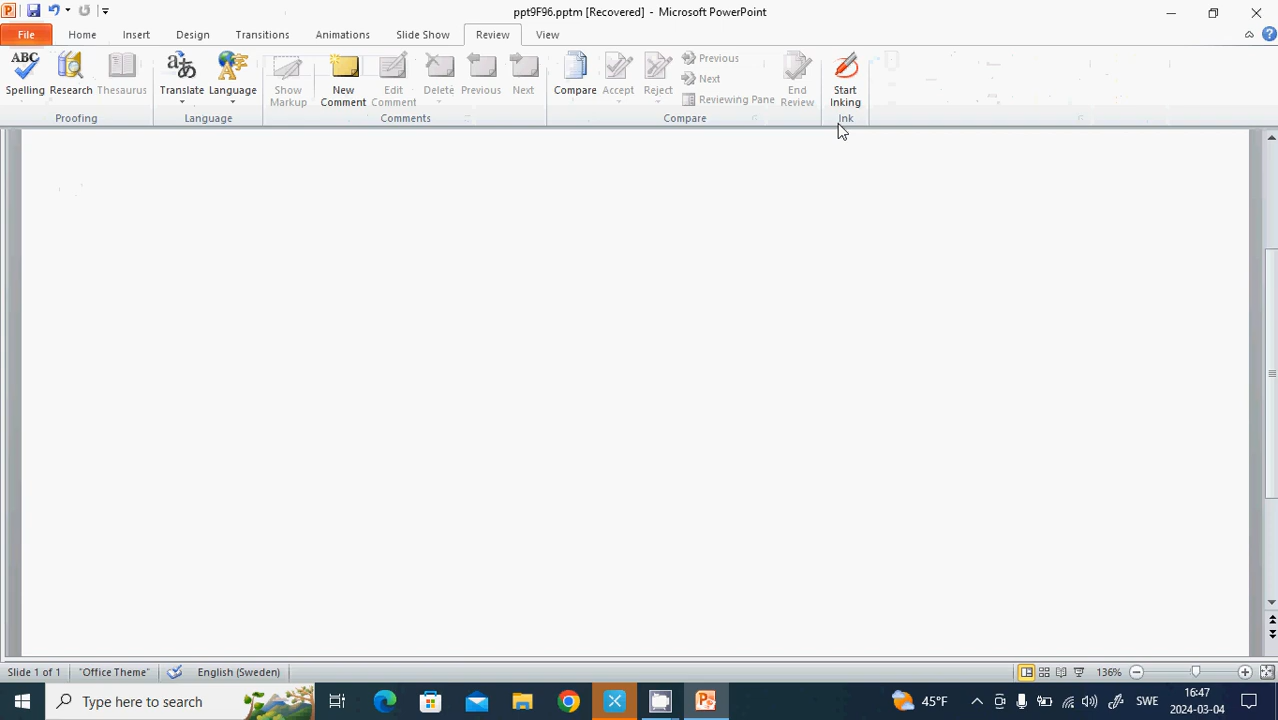 ppt9F96.pptm [Recovered] - Microsoft PowerPoint
File Home Insert Design Transitions Animations Slide Show Review View
ABC Spelling Research Thesaurus Translate Language Show Markup New Comment Edit Comment Delete Previous Next Compare Accept Reject Previous Next Reviewing Pane End Review Start Inking
Proofing Language Comments Compare Ink
Slide 1 of 1 "Office Theme" English (Sweden) 136%
Type here to search 45°F SWE 16:47
2024-03-04